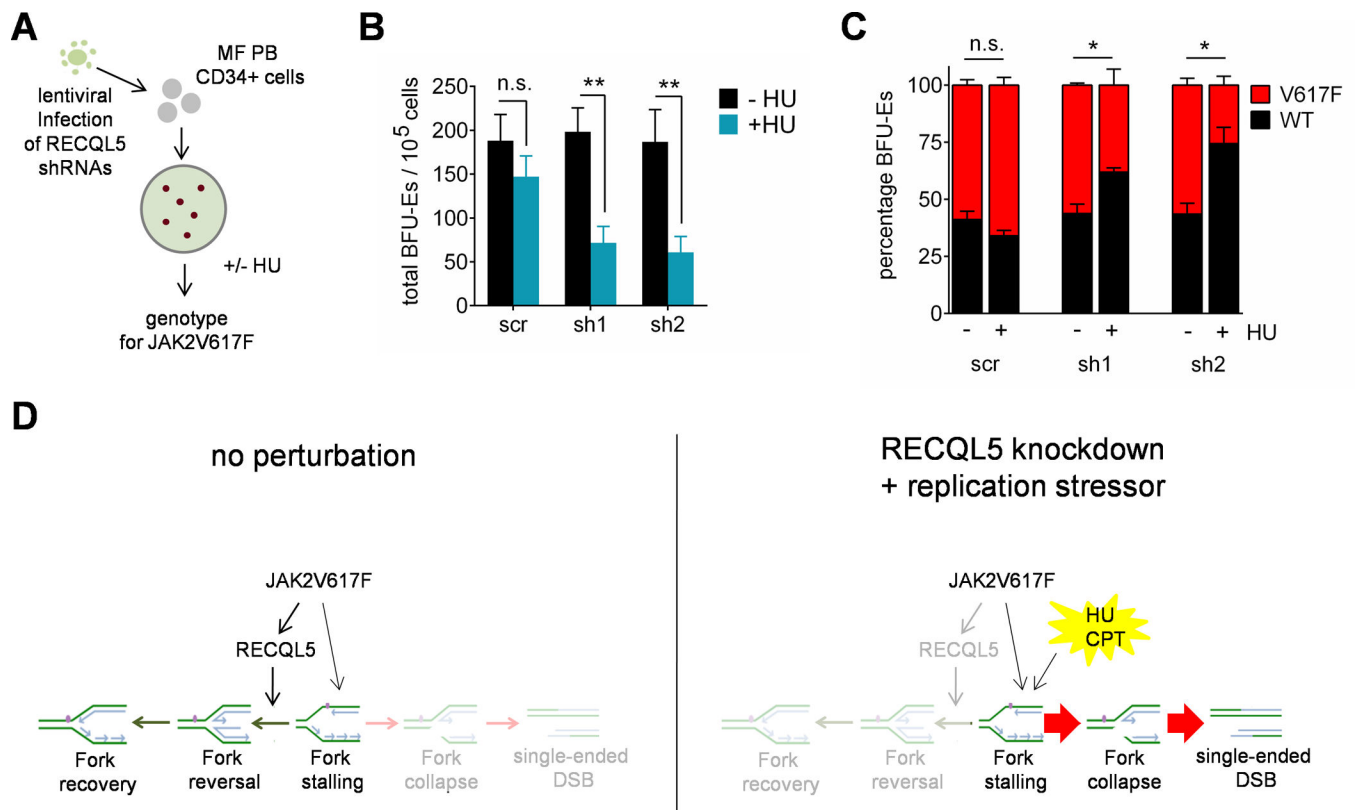 A
MF PB
CD34+ cells
lentiviral
Infection
of RECQL5
shRNAs
+/- HU
genotype
for JAK2V617F
B
total BFU-Es / 10⁵ cells
250
200
150
100
50
0
n.s.
**
**
scr
sh1
sh2
- HU
+HU
C
percentage BFU-Es
100
75
50
25
0
n.s.
*
*
V617F
WT
- + - + - + HU
scr
sh1
sh2
D
no perturbation
JAK2V617F
RECQL5
Fork
recovery
Fork
reversal
Fork
stalling
Fork
collapse
single-ended
DSB
RECQL5 knockdown
+ replication stressor
JAK2V617F
HU
CPT
RECQL5
Fork
recovery
Fork
reversal
Fork
stalling
Fork
collapse
single-ended
DSB